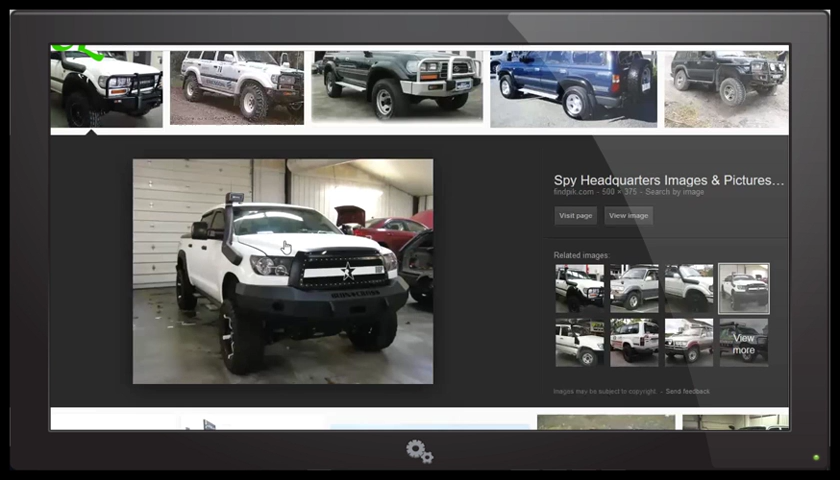 Spy Headquarters Images & Pictures...
findpik.com - 500 × 375 - Search by image
Visit page
View image
Related images:
View
more
Images may be subject to copyright. - Send feedback